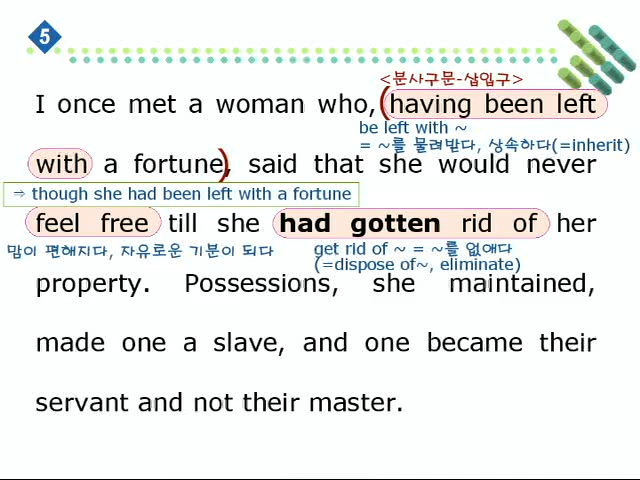 5
<분사구문-삽입구>
I once met a woman who, (having been left
be left with ~
= ~를 물려받다, 상속하다(=inherit)
with a fortune), said that she would never
⇒ though she had been left with a fortune
feel free till she had gotten rid of her
맘이 편해지다, 자유로운 기분이 되다
get rid of ~ = ~를 없애다
(=dispose of~, eliminate)
property. Possessions, she maintained,
made one a slave, and one became their
servant and not their master.